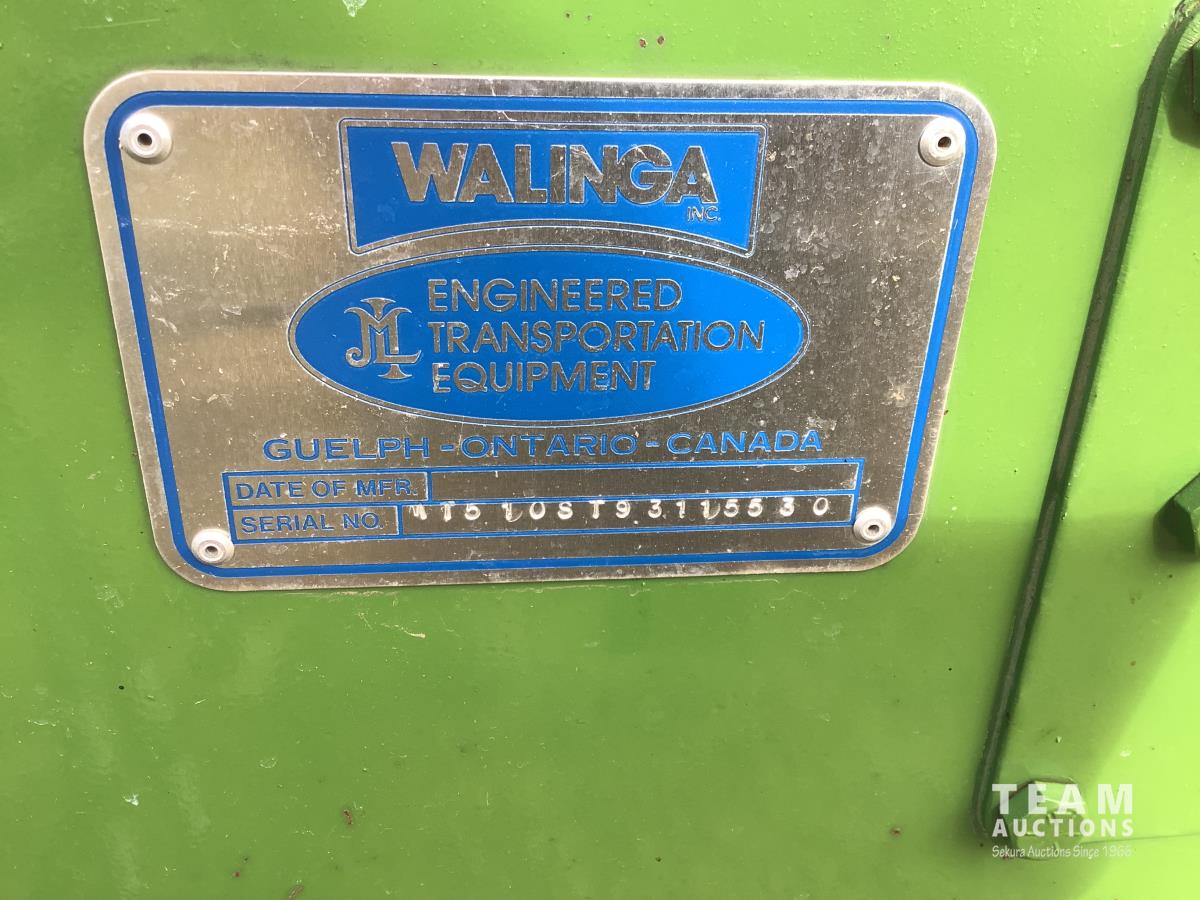 WALINGA
INC.
ENGINEERED
TRANSPORTATION
EQUIPMENT
GUELPH - ONTARIO - CANADA
DATE OF MFR.
SERIAL NO. MT510ST93115530
TEAM
AUCTIONS
Sekura Auctions Since 1966